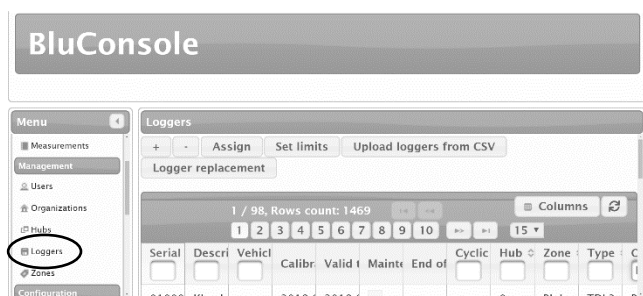 BluConsole
Menu
Measurements
Management
Users
Organizations
Hubs
Loggers
Zones
Configuration
Loggers
+ - Assign Set limits Upload loggers from CSV
Logger replacement
1 / 98, Rows count: 1469 Columns
1 2 3 4 5 6 7 8 9 10 15
Serial Descri Vehicl Calibr Valid t Mainte End of Cyclic Hub Zone Type